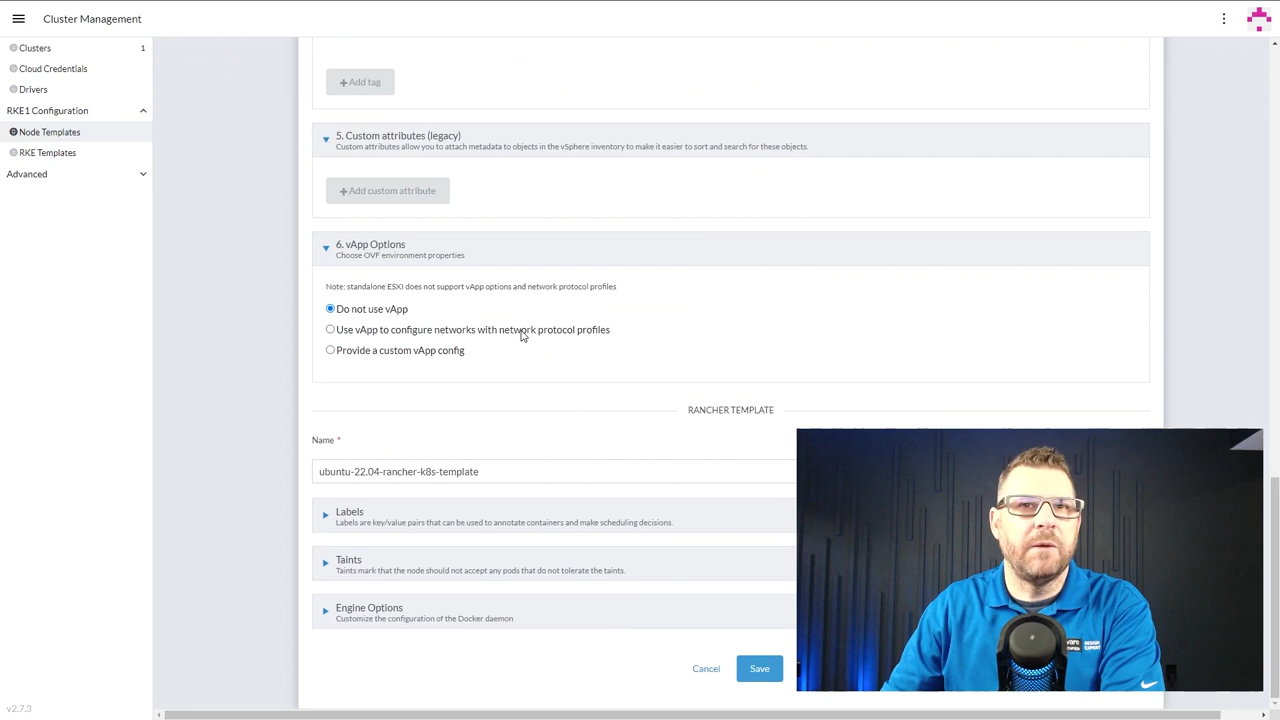 Cluster Management
Clusters 1
Cloud Credentials
Drivers
RKE1 Configuration
Node Templates
RKE Templates
Advanced
+ Add tag
5. Custom attributes (legacy)
Custom attributes allow you to attach metadata to objects in the vSphere inventory to make it easier to sort and search for these objects.
+ Add custom attribute
6. vApp Options
Choose OVF environment properties
Note: standalone ESXI does not support vApp options and network protocol profiles
Do not use vApp
Use vApp to configure networks with network protocol profiles
Provide a custom vApp config
RANCHER TEMPLATE
Name *
ubuntu-22.04-rancher-k8s-template
Labels
Labels are key/value pairs that can be used to annotate containers and make scheduling decisions.
Taints
Taints mark that the node should not accept any pods that do not tolerate the taints.
Engine Options
Customize the configuration of the Docker daemon
Cancel
Save
v2.7.3
DESIGN
EXPERT